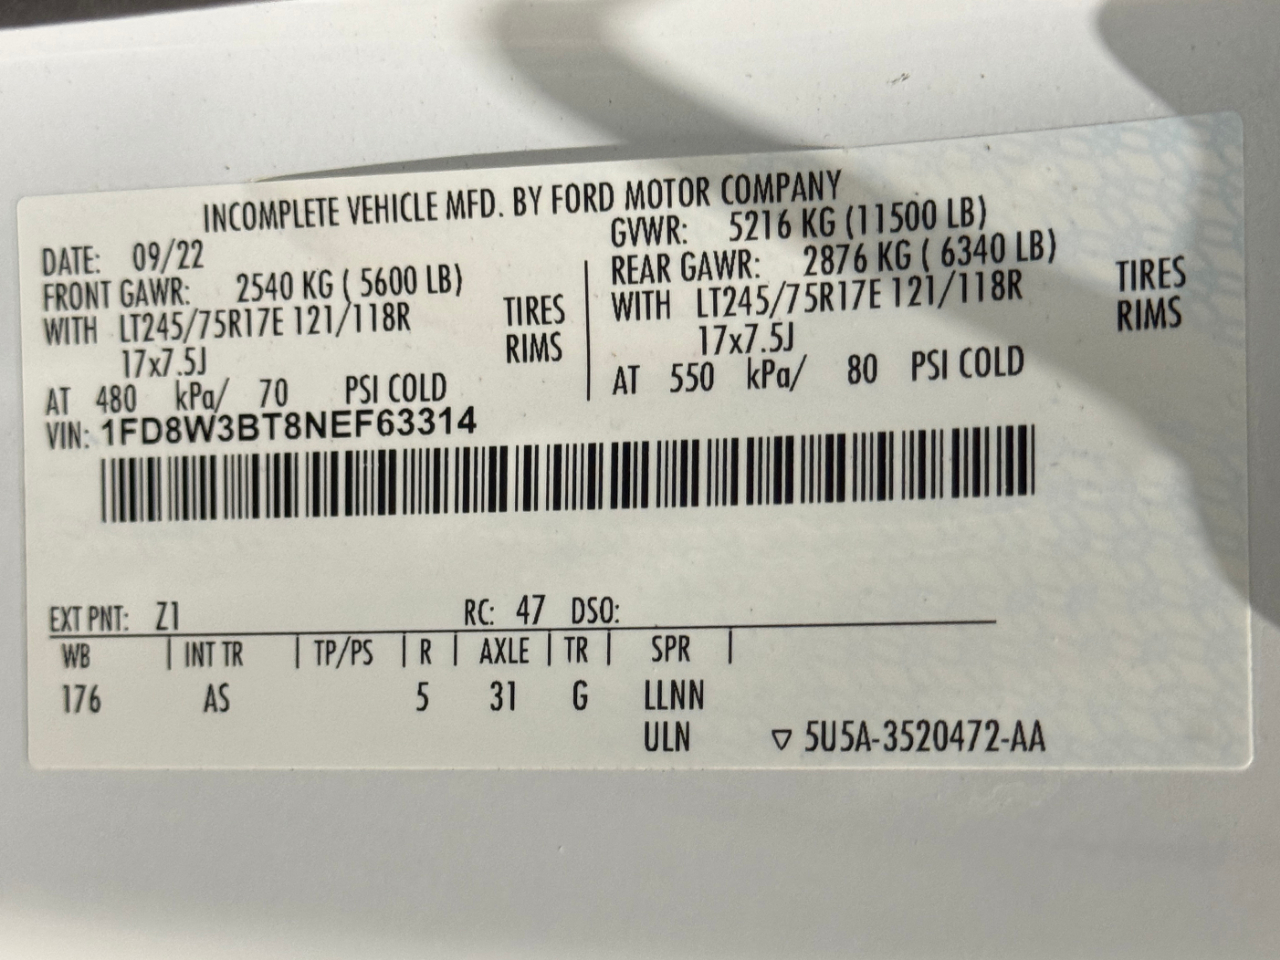 INCOMPLETE VEHICLE MFD. BY FORD MOTOR COMPANY
DATE: 09/22
GVWR: 5216 KG (11500 LB)
FRONT GAWR: 2540 KG ( 5600 LB)
WITH LT245/75R17E 121/118R TIRES
17x7.5J RIMS
AT 480 kPa/ 70 PSI COLD
REAR GAWR: 2876 KG ( 6340 LB)
WITH LT245/75R17E 121/118R TIRES
17x7.5J RIMS
AT 550 kPa/ 80 PSI COLD
VIN: 1FD8W3BT8NEF63314
EXT PNT: Z1 RC: 47 DSO:
WB | INT TR | TP/PS | R | AXLE | TR | SPR |
176 AS 5 31 G LLNN
ULN ▽ 5U5A-3520472-AA